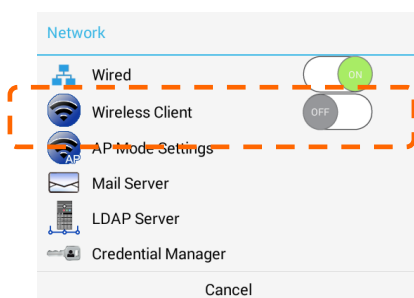 Network
Wired
ON
Wireless Client
OFF
AP Mode Settings
AP
Mail Server
LDAP Server
Credential Manager
Cancel